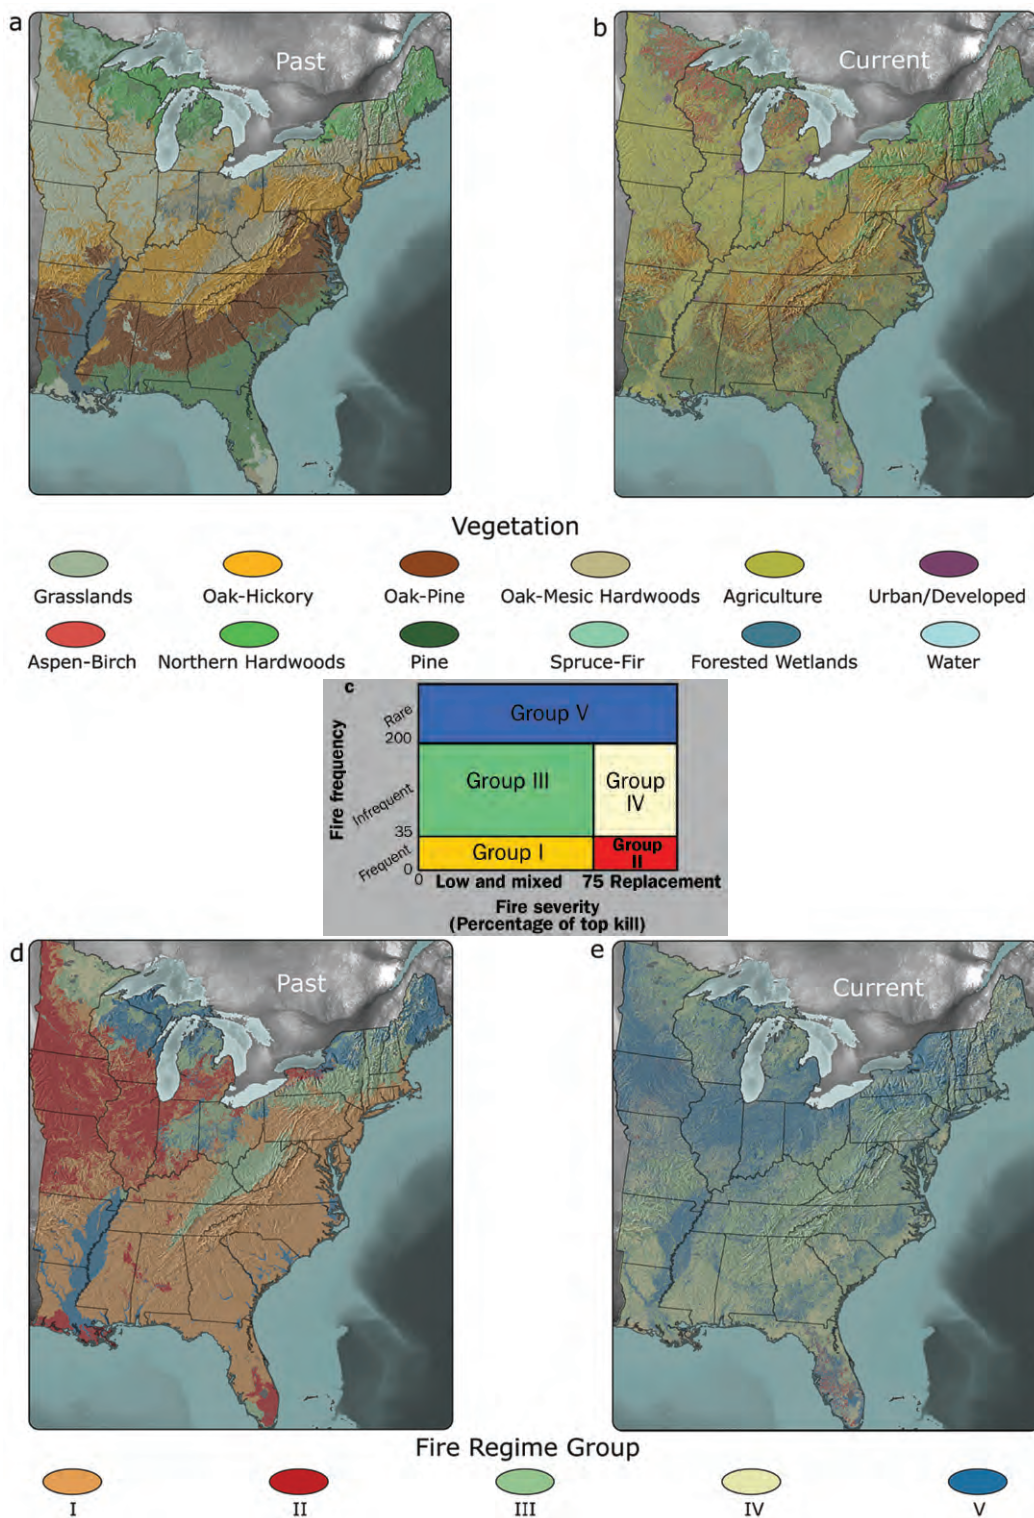 a
Past
b
Current
Vegetation
Grasslands
Oak-Hickory
Oak-Pine
Oak-Mesic Hardwoods
Agriculture
Urban/Developed
Aspen-Birch
Northern Hardwoods
Pine
Spruce-Fir
Forested Wetlands
Water
c
Fire frequency
Rare
200
Infrequent
35
Frequent
0
Group V
Group III
Group
IV
Group I
Group
II
0
Low and mixed
75 Replacement
Fire severity
(Percentage of top kill)
d
Past
e
Current
Fire Regime Group
I
II
III
IV
V